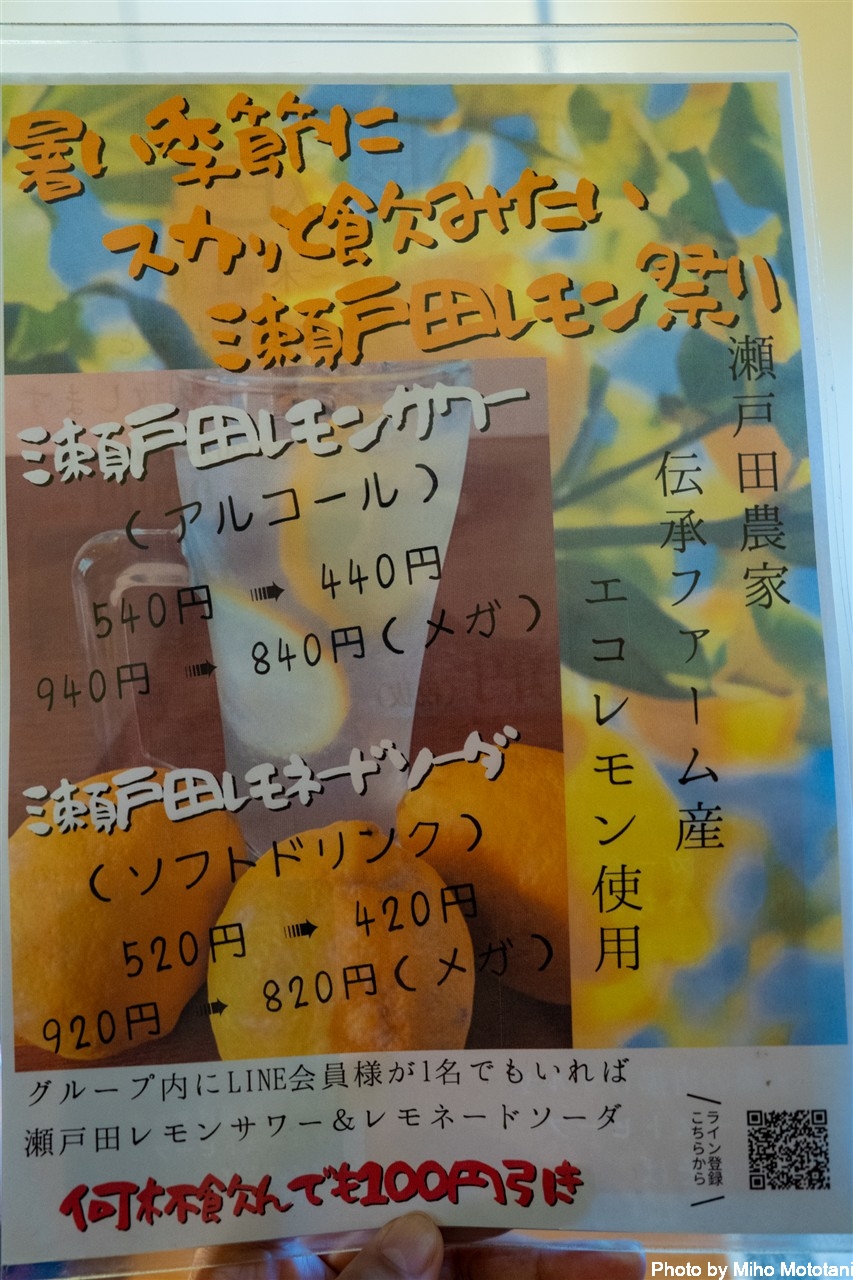 暑い季節に
スカッと飲みたい
瀬戸田レモン祭り
瀬戸田農家
伝承ファーム産
エコレモン使用
瀬戸田レモンサワー
(アルコール)
540円 ➡ 440円
940円 ➡ 840円(メガ)
瀬戸田レモネードソーダ
(ソフトドリンク)
520円 ➡ 420円
920円 ➡ 820円(メガ)
グループ内にLINE会員様が1名でもいれば
瀬戸田レモンサワー&レモネードソーダ
何杯飲んでも100円引き
ライン登録
こちらから
Photo by Miho Mototani